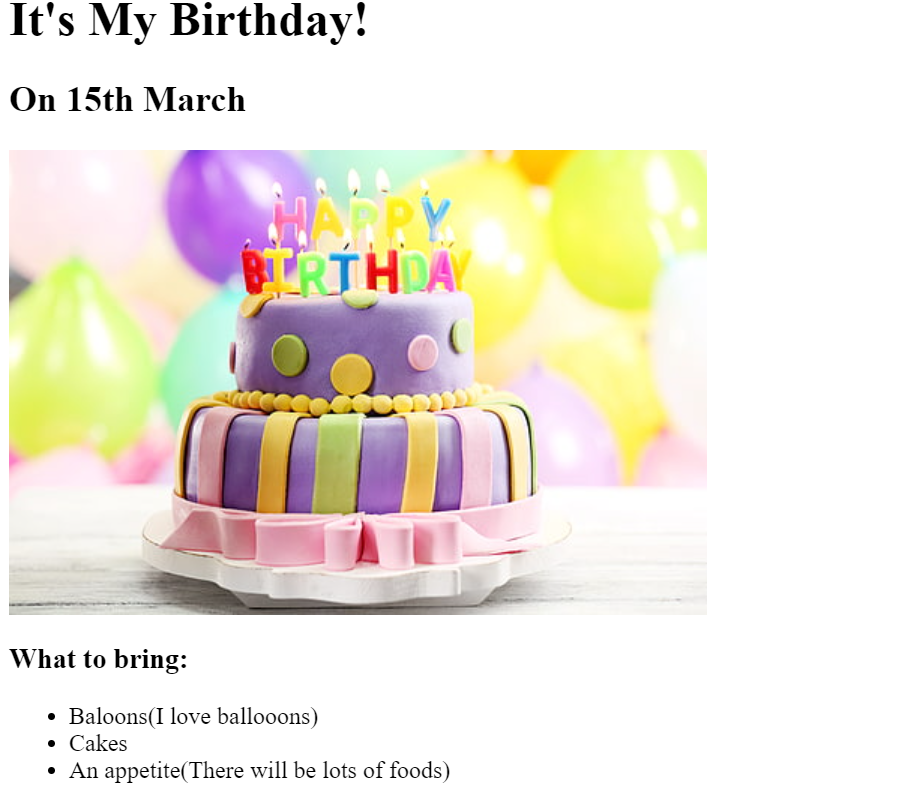 It's My Birthday!
On 15th March
HAPPY
BIRTHDAY
What to bring:
Baloons(I love ballooons)
Cakes
An appetite(There will be lots of foods)